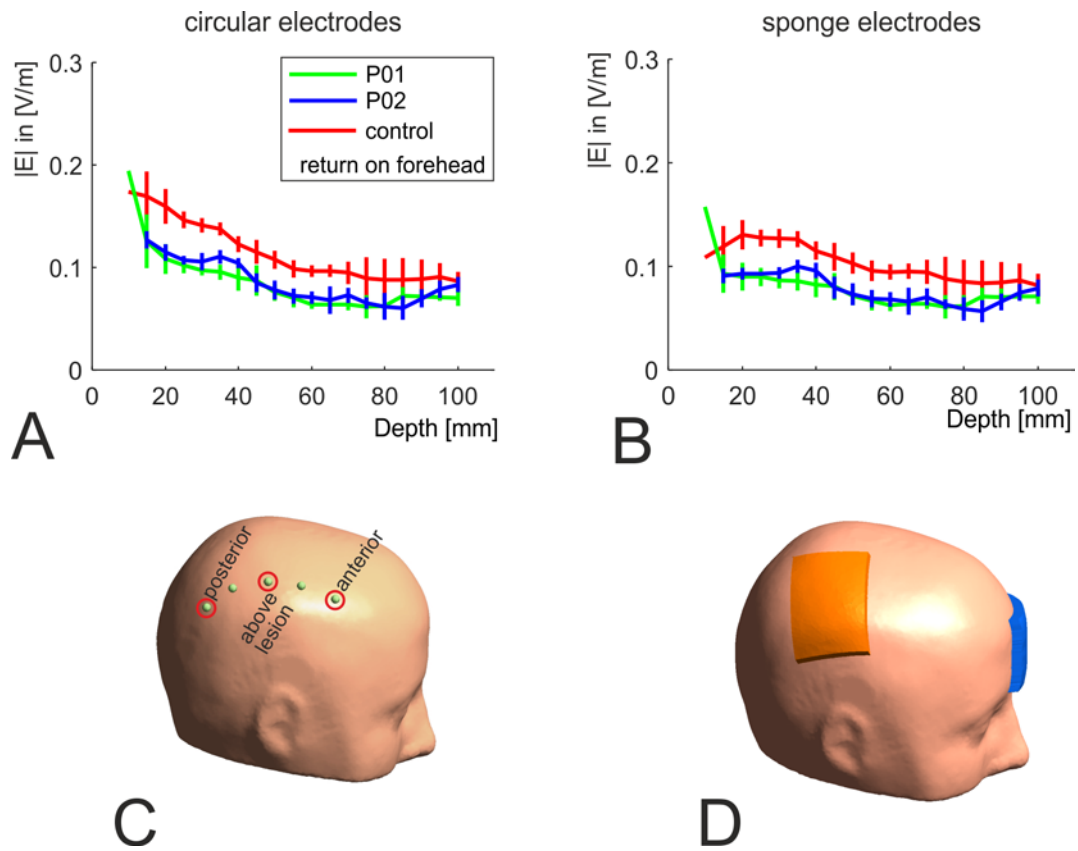 circular electrodes
sponge electrodes
|E| in [V/m]
0.3
0.2
0.1
0
P01
P02
control
return on forehead
0
20
40
60
80
100
Depth [mm]
A
|E| in [V/m]
0.3
0.2
0.1
0
0
20
40
60
80
100
Depth [mm]
B
posterior
above
lesion
anterior
C
D